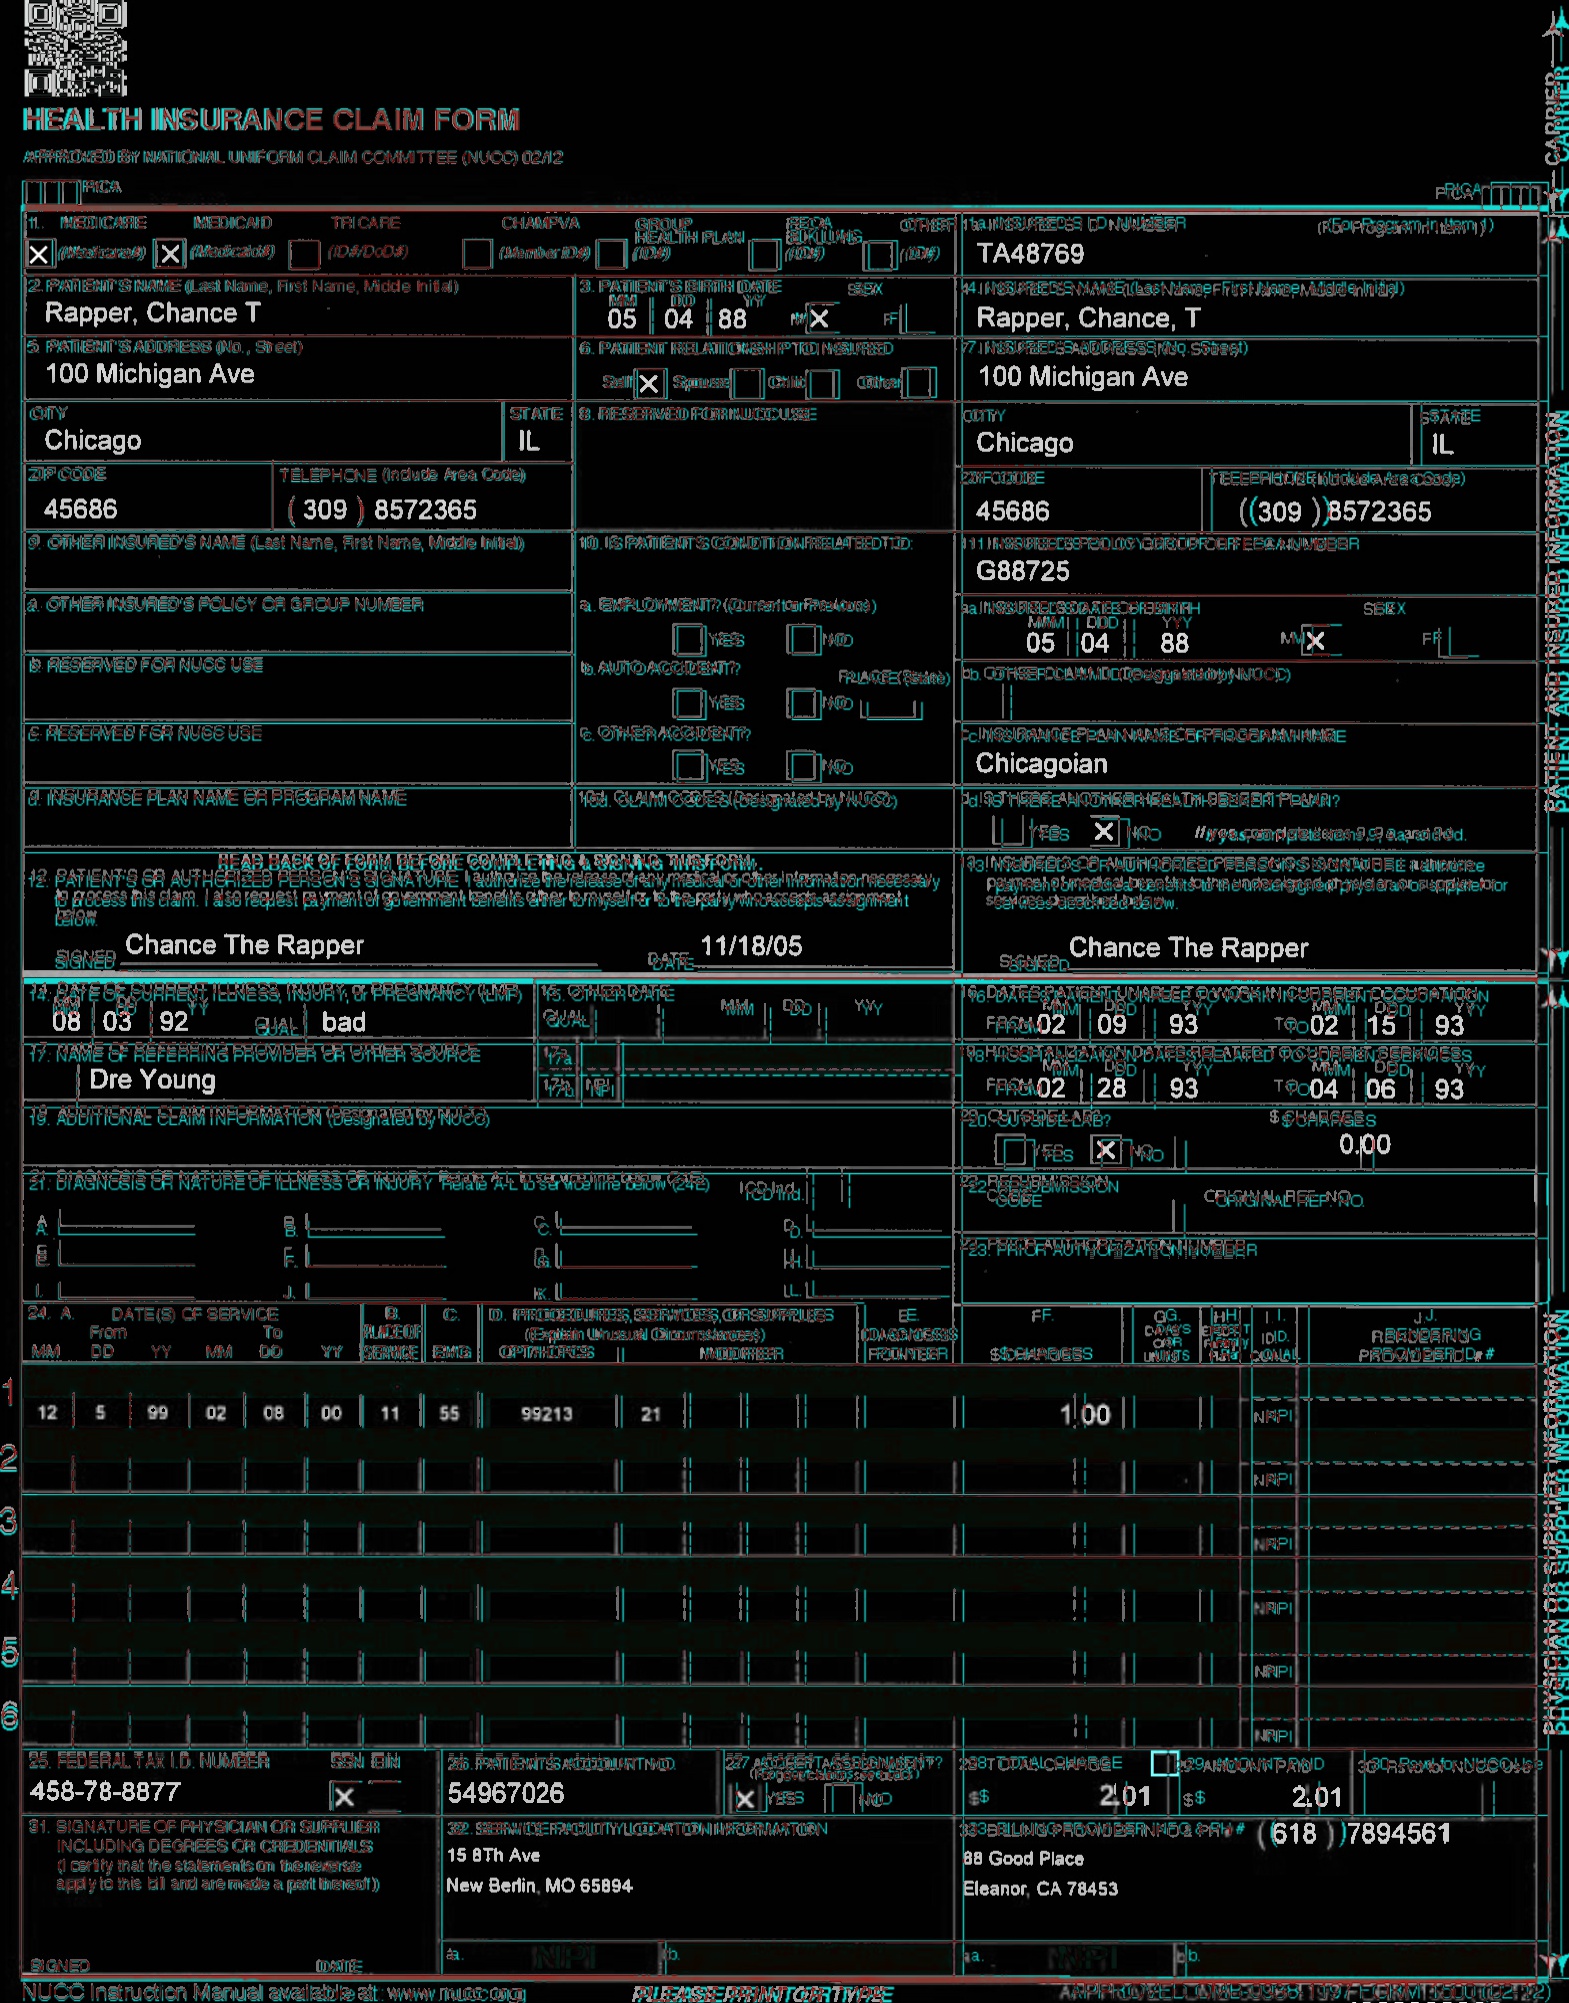 HEALTH INSURANCE CLAIM FORM
APPROVED BY NATIONAL UNIFORM CLAIM COMMITTEE (NUCC) 02/12
PICA PICA
CARRIER
1. MEDICARE MEDICAID TRICARE CHAMPVA GROUP HEALTH PLAN FECA BLKLUNG OTHER 1a. INSURED'S I.D. NUMBER (For Program in Item 1)
X (Medicare#) X (Medicaid#) (ID#/DoD#) (Member ID#) (ID#) (ID#) (ID#) TA48769
2. PATIENT'S NAME (Last Name, First Name, Middle Initial) 3. PATIENT'S BIRTH DATE SEX 4. INSURED'S NAME (Last Name, First Name, Middle Initial)
MM DD YY
Rapper, Chance T 05 04 88 M X F Rapper, Chance, T
5. PATIENT'S ADDRESS (No., Street) 6. PATIENT RELATIONSHIP TO INSURED 7. INSURED'S ADDRESS (No. Street)
100 Michigan Ave Self X Spouse Child Other 100 Michigan Ave
CITY STATE 8. RESERVED FOR NUCC USE CITY STATE
Chicago IL Chicago IL
ZIP CODE TELEPHONE (Include Area Code) ZIP CODE TELEPHONE (Include Area Code)
45686 ( 309 ) 8572365 45686 (309 ) 8572365
9. OTHER INSURED'S NAME (Last Name, First Name, Middle Initial) 10. IS PATIENT'S CONDITION RELATED TO: 11. INSURED'S POLICY GROUP OR FECA NUMBER
G88725
a. OTHER INSURED'S POLICY OR GROUP NUMBER a. EMPLOYMENT? (Current or Previous) a. INSURED'S DATE OF BIRTH SEX
MM DD YY
YES NO 05 04 88 M X F
b. RESERVED FOR NUCC USE b. AUTO ACCIDENT? PLACE (State) b. OTHER CLAIM ID (Designated by NUCC)
YES NO
c. RESERVED FOR NUCC USE c. OTHER ACCIDENT? c. INSURANCE PLAN NAME OR PROGRAM NAME
YES NO Chicagoian
d. INSURANCE PLAN NAME OR PROGRAM NAME 10d. CLAIM CODES (Designated by NUCC) d. IS THERE ANOTHER HEALTH BENEFIT PLAN?
YES X NO If yes, complete items 9, 9a, and 9d.
PATIENT AND INSURED INFORMATION
READ BACK OF FORM BEFORE COMPLETING & SIGNING THIS FORM.
12. PATIENT'S OR AUTHORIZED PERSON'S SIGNATURE I authorize the release of any medical or other information necessary
to process this claim. I also request payment of government benefits either to myself or to the party who accepts assignment
below.
SIGNED Chance The Rapper DATE 11/18/05
13. INSURED'S OR AUTHORIZED PERSON'S SIGNATURE I authorize
payment of medical benefits to the undersigned physician or supplier for
services described below.
SIGNED Chance The Rapper
14. DATE OF CURRENT ILLNESS, INJURY, or PREGNANCY (LMP) 15. OTHER DATE 16. DATES PATIENT UNABLE TO WORK IN CURRENT OCCUPATION
MM DD YY MM DD YY MM DD YY MM DD YY
08 03 92 QUAL bad QUAL FROM 02 09 93 TO 02 15 93
17. NAME OF REFERRING PROVIDER OR OTHER SOURCE 17a. 18. HOSPITALIZATION DATES RELATED TO CURRENT SERVICES
MM DD YY MM DD YY
Dre Young 17b. NPI FROM 02 28 93 TO 04 06 93
19. ADDITIONAL CLAIM INFORMATION (Designated by NUCC) 20. OUTSIDE LAB? $ CHARGES
YES X NO 0.00
21. DIAGNOSIS OR NATURE OF ILLNESS OR INJURY Relate A-L to service line below (24E) ICD Ind. 22. RESUBMISSION CODE ORIGINAL REF. NO.
A. B. C. D.
23. PRIOR AUTHORIZATION NUMBER
E. F. G. H.
I. J. K. L.
24. A. DATE(S) OF SERVICE B. C. D. PROCEDURES, SERVICES, OR SUPPLIES E. F. G. H. I. J.
From To PLACE OF (Explain Unusual Circumstances) DIAGNOSIS DAYS OR UNITS EPSDT ID. RENDERING
MM DD YY MM DD YY SERVICE EMG CPT/HCPCS MODIFIER POINTER $ CHARGES QUAL. PROVIDER ID. #
1 12 5 99 02 08 00 11 55 99213 21 1 00 NPI
2 NPI
3 NPI
4 NPI
5 NPI
6 NPI
PHYSICIAN OR SUPPLIER INFORMATION
25. FEDERAL TAX I.D. NUMBER SSN EIN 26. PATIENT'S ACCOUNT NO. 27. ACCEPT ASSIGNMENT? 28. TOTAL CHARGE 29. AMOUNT PAID 30. Rsvd for NUCC Use
458-78-8877 X 54967026 X YES NO $ 2.01 $ 2.01
31. SIGNATURE OF PHYSICIAN OR SUPPLIER
INCLUDING DEGREES OR CREDENTIALS
(I certify that the statements on the reverse
apply to this bill and are made a part thereof.)
SIGNED DATE
32. SERVICE FACILITY LOCATION INFORMATION
15 8Th Ave
New Berlin, MO 65894
a. NPI b.
33. BILLING PROVIDER INFO & PH # (618 ) 7894561
88 Good Place
Eleanor, CA 78453
a. NPI b.
NUCC Instruction Manual available at: www.nucc.org PLEASE PRINT OR TYPE